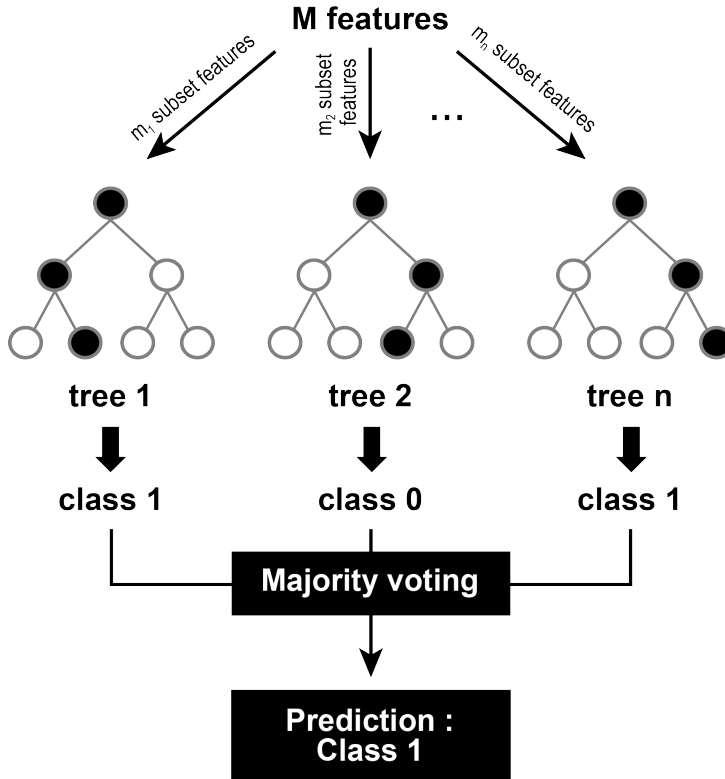 M features
m₁ subset features
m₂ subset
features
...
mₙ subset features
tree 1
tree 2
tree n
class 1
class 0
class 1
Majority voting
Prediction :
Class 1